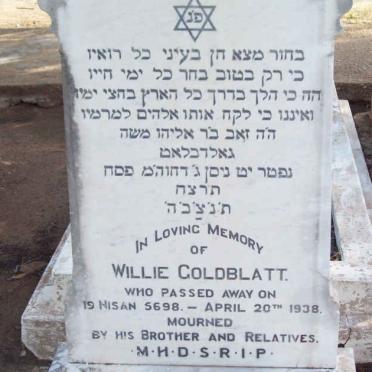 פ״נ
בחור מצא חן בעיני כל רואיו
כי רק בטוב בחר כל ימי חייו
הה כי הלך בדרך כל הארץ בחצי ימיו
ואיננו כי לקח אותו אלהים למרמיו
ה״ה זאב ב״ר אליהו משה
גאלדבלאט
נפטר יט ניסן ג׳ דחוה״מ פסח
תרצח
ת׳נ׳צ׳ב׳ה׳
IN LOVING MEMORY
OF
WILLIE GOLDBLATT.
WHO PASSED AWAY ON
19 NISAN 5698. – APRIL 20TH 1938.
MOURNED
BY HIS BROTHER AND RELATIVES.
·M·H·D·S·R·I·P·